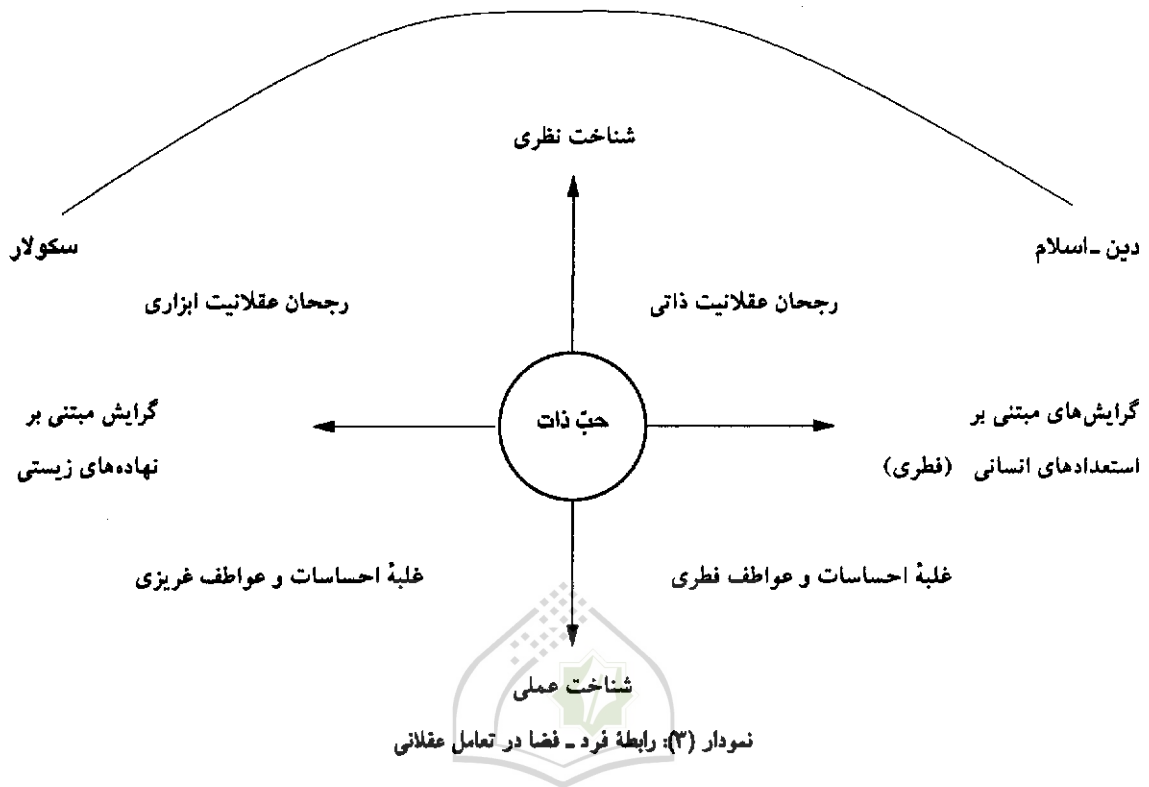 شناخت نظری
دین ـ اسلام
سکولار
رجحان عقلانیت ذاتی
رجحان عقلانیت ابزاری
حبّ ذات
گرایش‌های مبتنی بر
استعدادهای انسانی (فطری)
گرایش مبتنی بر
نهاده‌های زیستی
غلبهٔ احساسات و عواطف فطری
غلبهٔ احساسات و عواطف غریزی
شناخت عملی
نمودار (۳): رابطهٔ فرد ـ فضا در تعامل عقلانی